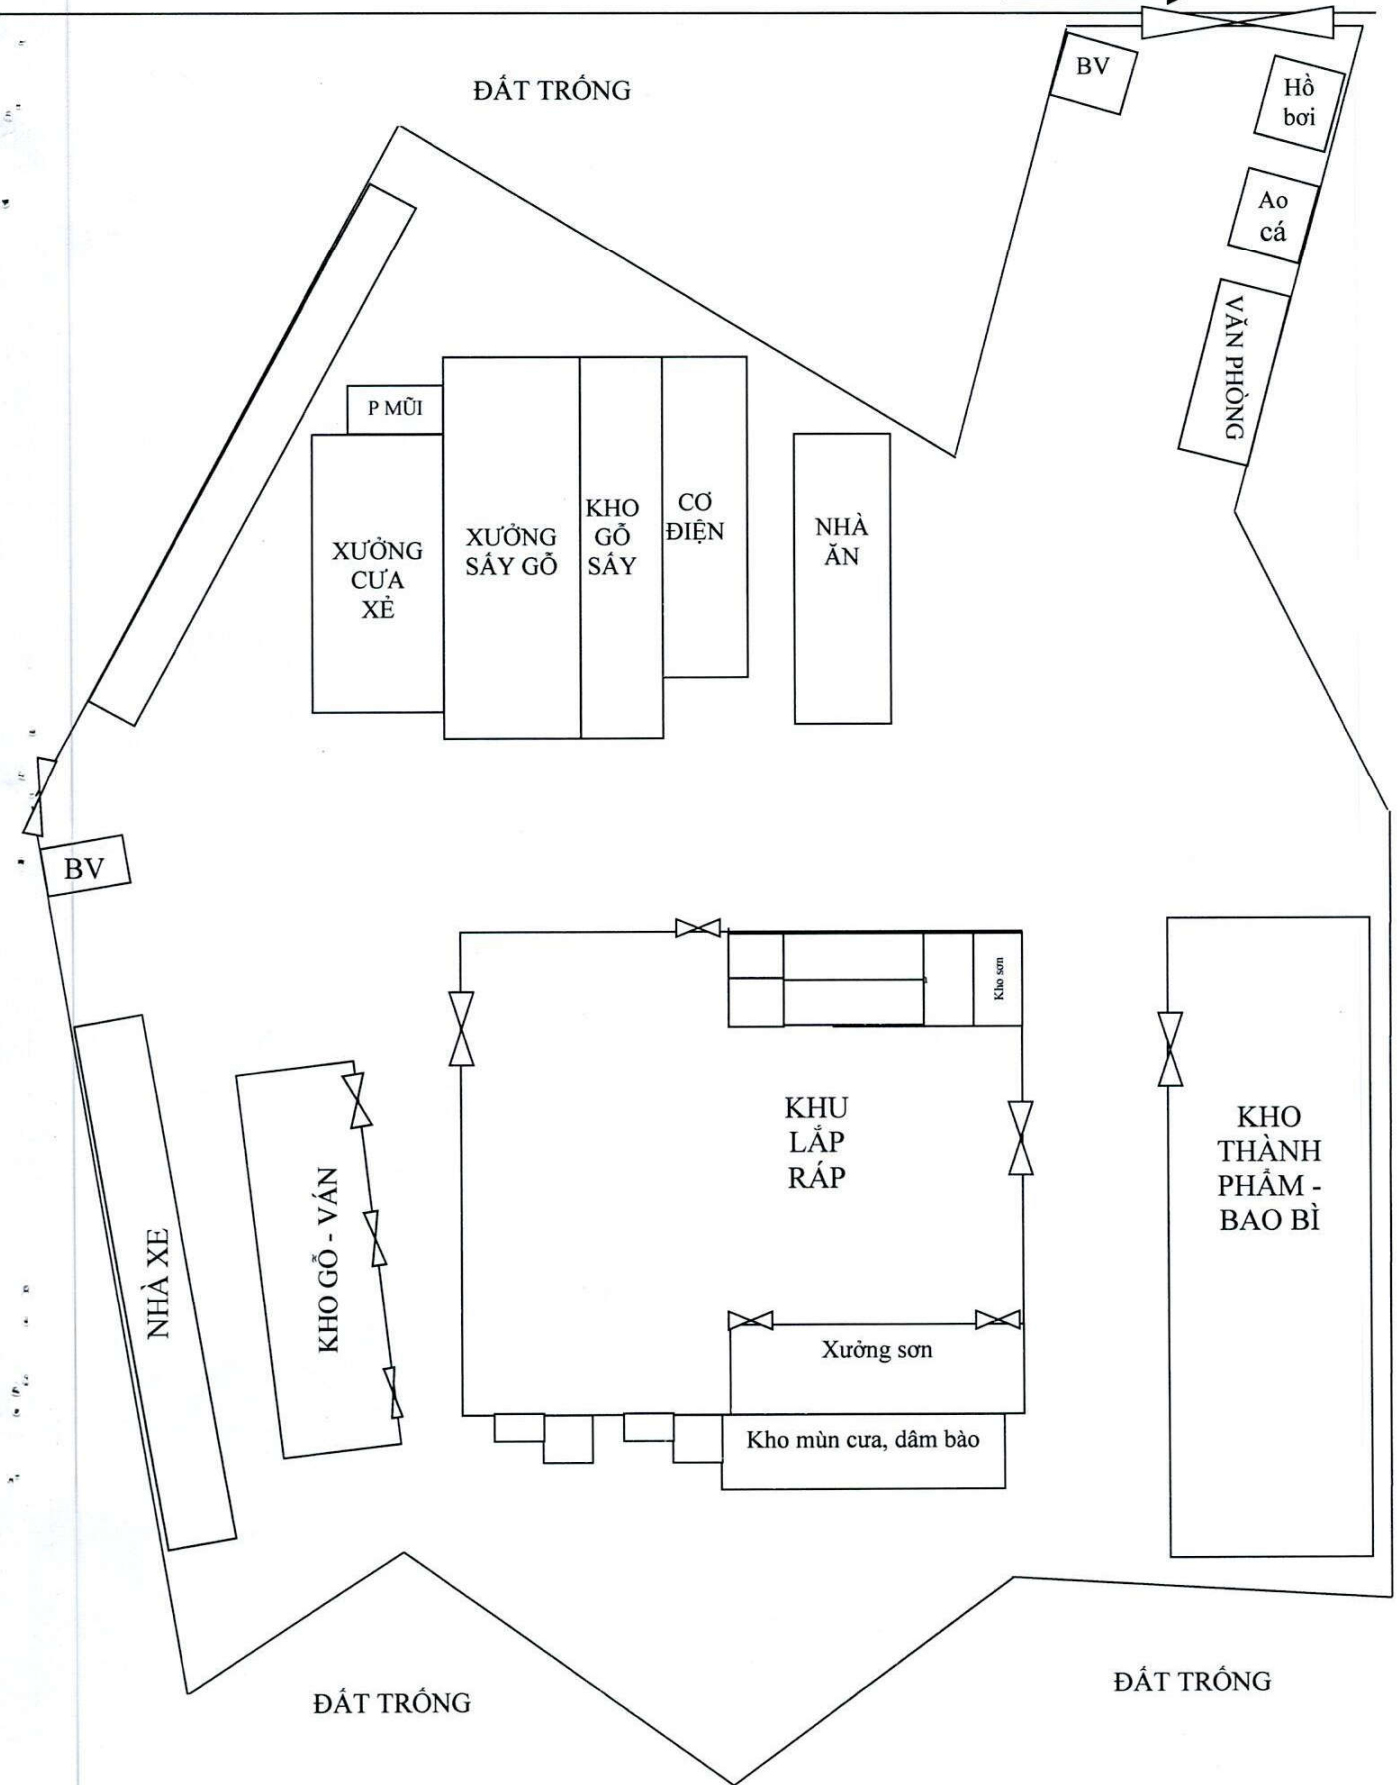 ĐẤT TRỐNG
BV
Hồ
bơi
Ao
cá
VĂN PHÒNG
P MŨI
XƯỞNG
CƯA
XẺ
XƯỞNG
SẤY GỖ
KHO
GỖ
SẤY
CƠ
ĐIỆN
NHÀ
ĂN
BV
Kho sơn
KHU
LẮP
RÁP
KHO
THÀNH
PHẨM -
BAO BÌ
NHÀ XE
KHO GỖ - VÁN
Xưởng sơn
Kho mùn cưa, dâm bào
ĐẤT TRỐNG
ĐẤT TRỐNG